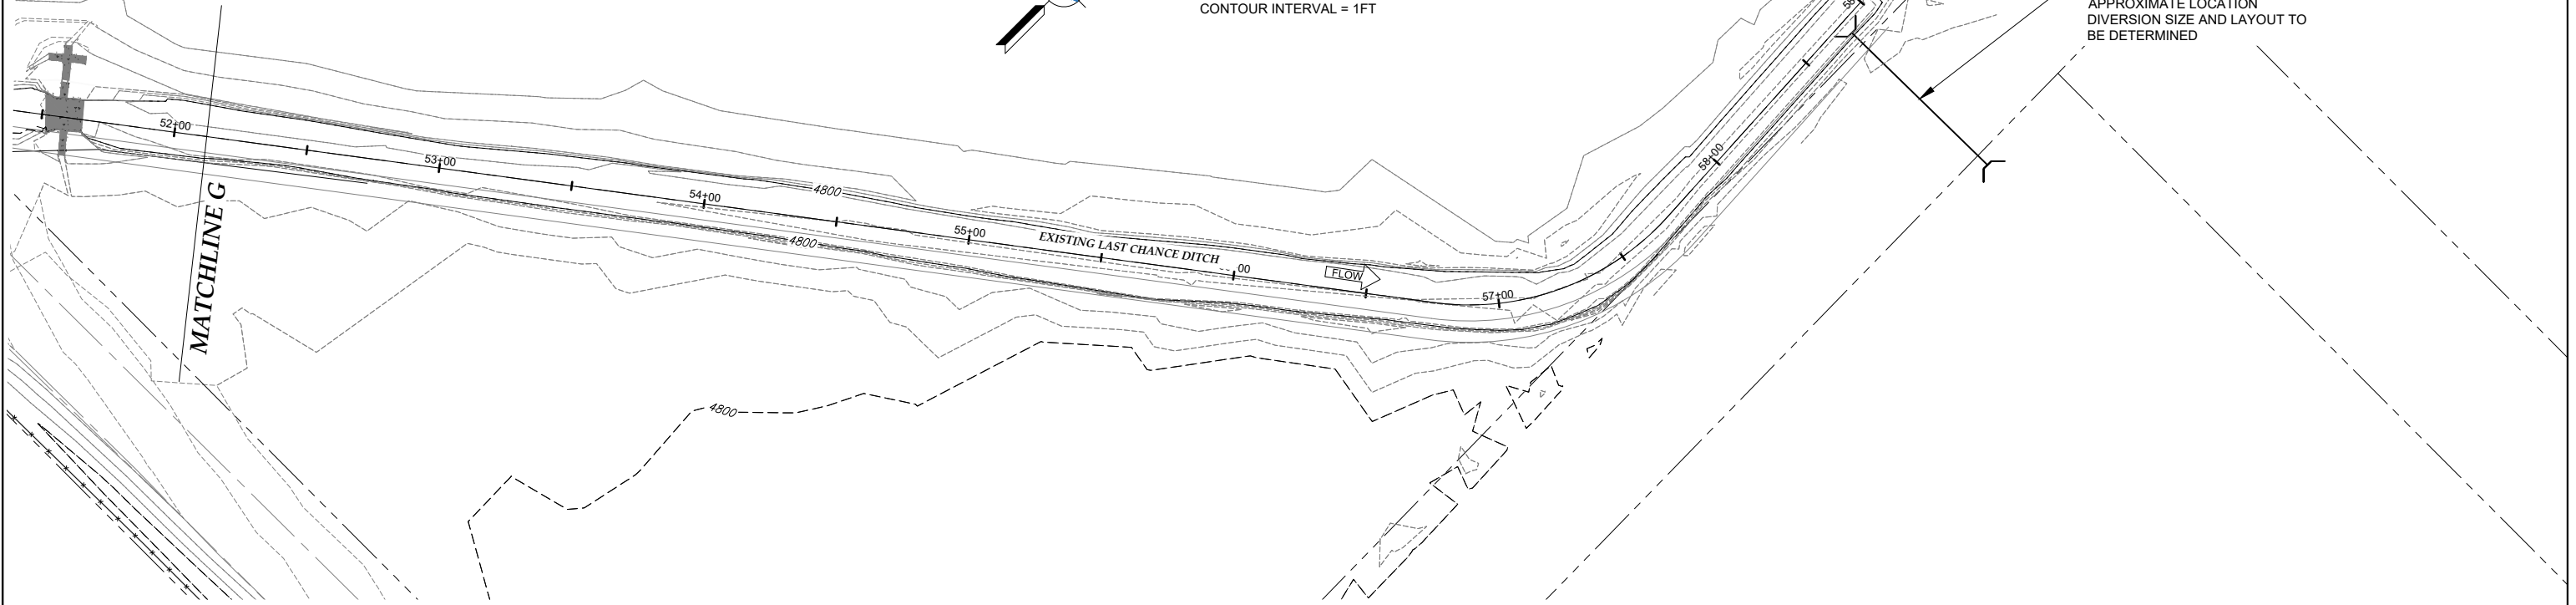 CONTOUR INTERVAL = 1FT
APPROXIMATE LOCATION
DIVERSION SIZE AND LAYOUT TO
BE DETERMINED
52+00
53+00
54+00
4800
55+00
4800
EXISTING LAST CHANCE DITCH
00
FLOW
57+00
58+00
MATCHLINE G
4800